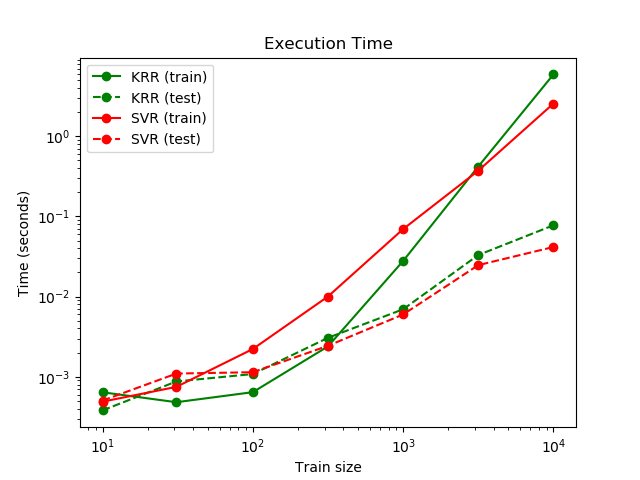 Execution Time
KRR (train)
KRR (test)
SVR (train)
SVR (test)
10⁰
10⁻¹
10⁻²
10⁻³
Time (seconds)
10¹ 10² 10³ 10⁴
Train size